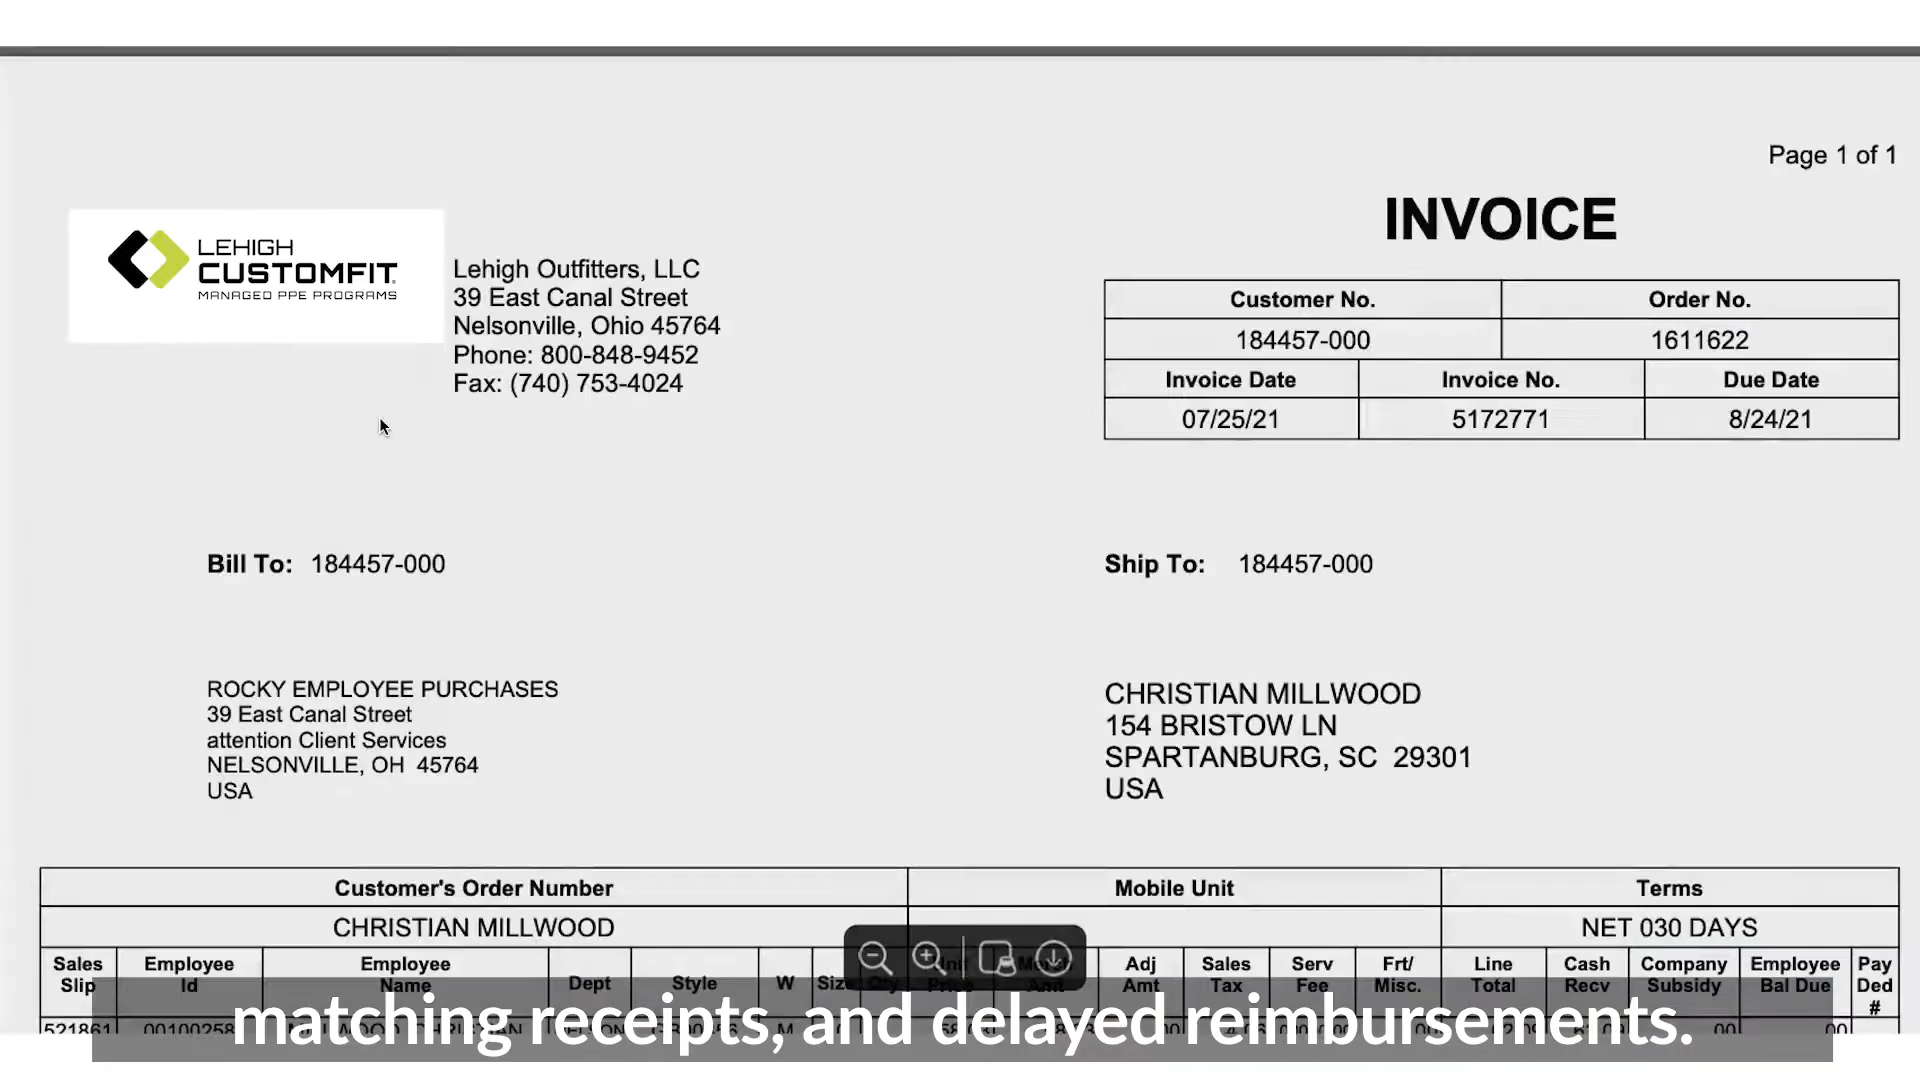 Page 1 of 1
INVOICE
LEHIGH
CUSTOMFIT.
MANAGED PPE PROGRAMS
Lehigh Outfitters, LLC
39 East Canal Street
Nelsonville, Ohio 45764
Phone: 800-848-9452
Fax: (740) 753-4024
Customer No. Order No.
184457-000 1611622
Invoice Date Invoice No. Due Date
07/25/21 5172771 8/24/21
Bill To: 184457-000
Ship To: 184457-000
ROCKY EMPLOYEE PURCHASES
39 East Canal Street
attention Client Services
NELSONVILLE, OH 45764
USA
CHRISTIAN MILLWOOD
154 BRISTOW LN
SPARTANBURG, SC 29301
USA
Customer's Order Number Mobile Unit Terms
CHRISTIAN MILLWOOD NET 030 DAYS
Sales Employee Employee Adj Sales Serv Frt/ Line Cash Company Employee Pay
Slip Id Name Dept Style W Size Qty Price Amt Amt Tax Fee Misc. Total Recv Subsidy Bal Due Ded
#
521861
matching receipts, and delayed reimbursements.